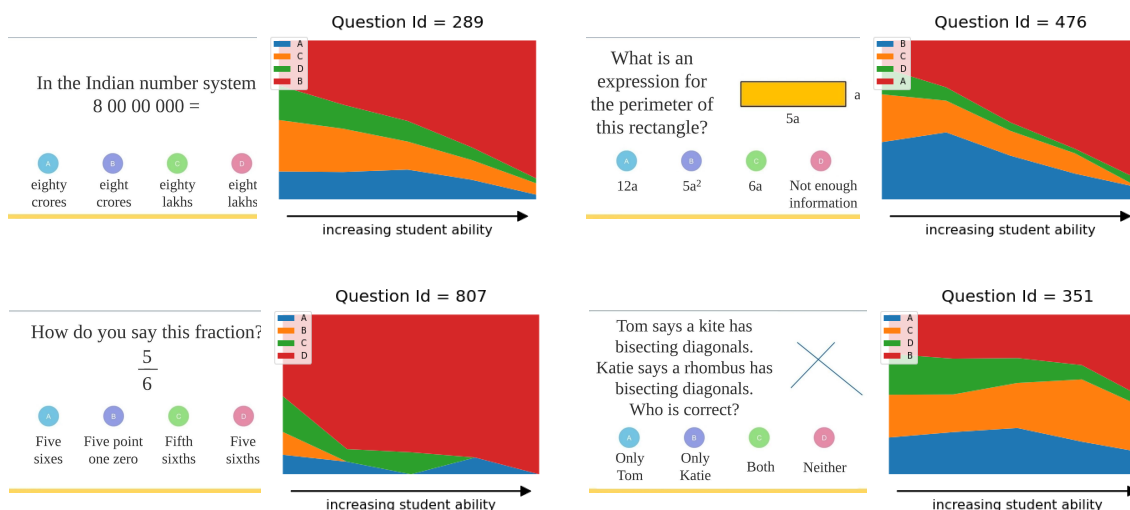 Question Id = 289
In the Indian number system
8 00 00 000 =
A
B
C
D
eighty
crores
eight
crores
eighty
lakhs
eight
lakhs
A
C
D
B
increasing student ability
Question Id = 476
What is an
expression for
the perimeter of
this rectangle?
a
5a
A
B
C
D
12a
5a²
6a
Not enough
information
B
C
D
A
increasing student ability
Question Id = 807
How do you say this fraction?
5
6
A
B
C
D
Five
sixes
Five point
one zero
Fifth
sixths
Five
sixths
A
B
C
D
increasing student ability
Question Id = 351
Tom says a kite has
bisecting diagonals.
Katie says a rhombus has
bisecting diagonals.
Who is correct?
A
B
C
D
Only
Tom
Only
Katie
Both
Neither
A
C
D
B
increasing student ability